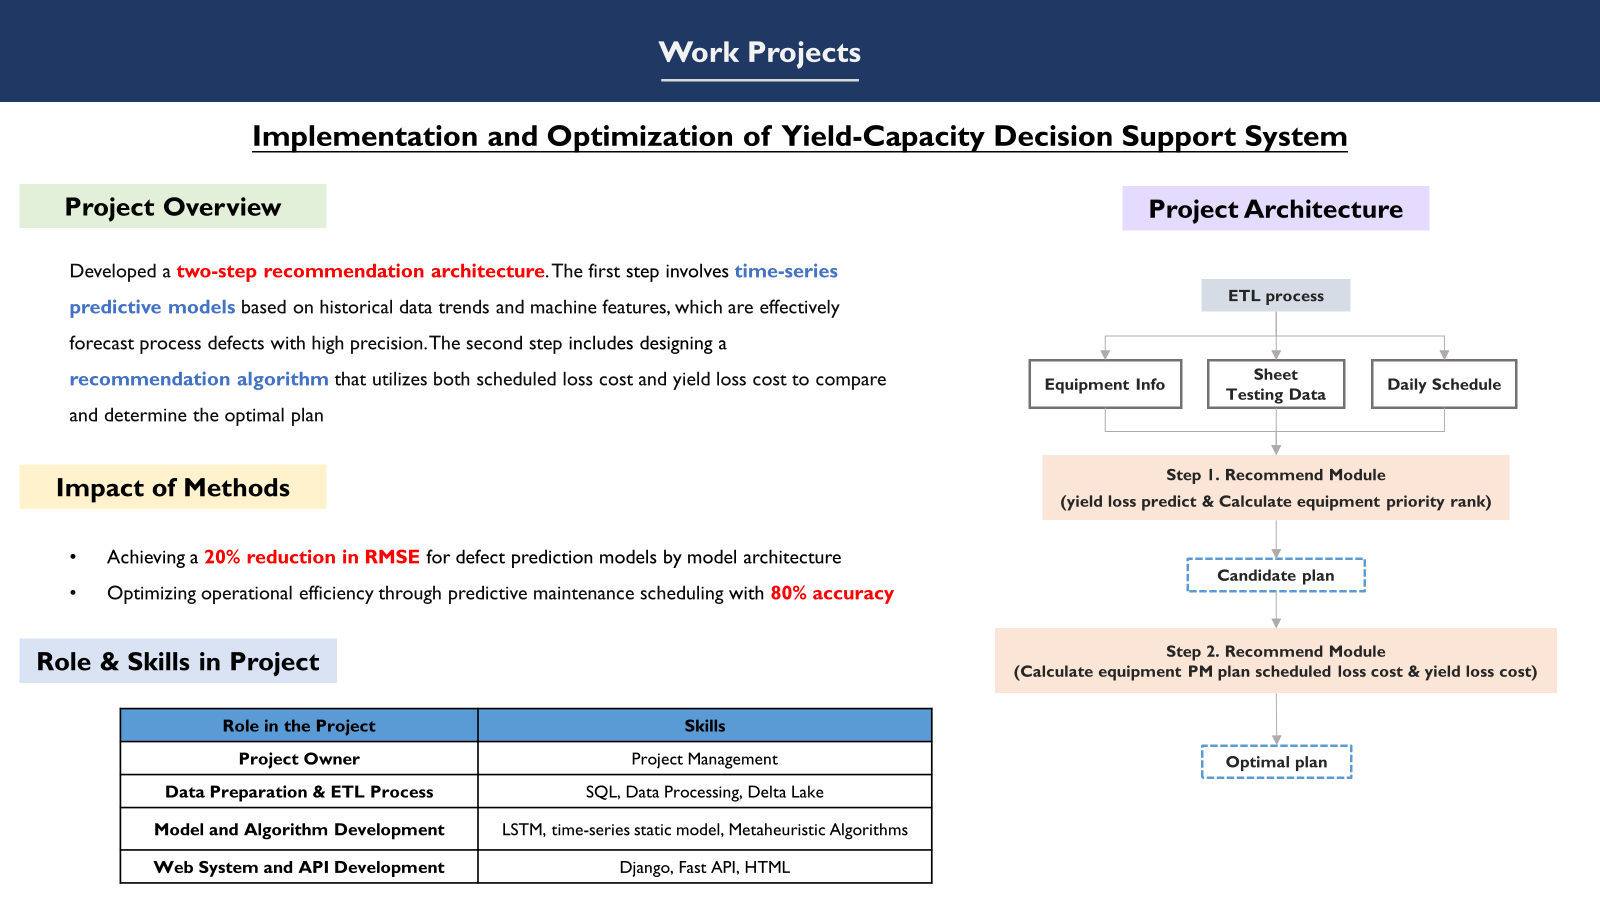 Work Projects
Implementation and Optimization of Yield-Capacity Decision Support System
Project Overview
Developed a two-step recommendation architecture. The first step involves time-series
predictive models based on historical data trends and machine features, which are effectively
forecast process defects with high precision. The second step includes designing a
recommendation algorithm that utilizes both scheduled loss cost and yield loss cost to compare
and determine the optimal plan
Impact of Methods
• Achieving a 20% reduction in RMSE for defect prediction models by model architecture
• Optimizing operational efficiency through predictive maintenance scheduling with 80% accuracy
Role & Skills in Project
Role in the Project Skills
Project Owner Project Management
Data Preparation & ETL Process SQL, Data Processing, Delta Lake
Model and Algorithm Development LSTM, time-series static model, Metaheuristic Algorithms
Web System and API Development Django, Fast API, HTML
Project Architecture
ETL process
Equipment Info
Sheet
Testing Data
Daily Schedule
Step 1. Recommend Module
(yield loss predict & Calculate equipment priority rank)
Candidate plan
Step 2. Recommend Module
(Calculate equipment PM plan scheduled loss cost & yield loss cost)
Optimal plan